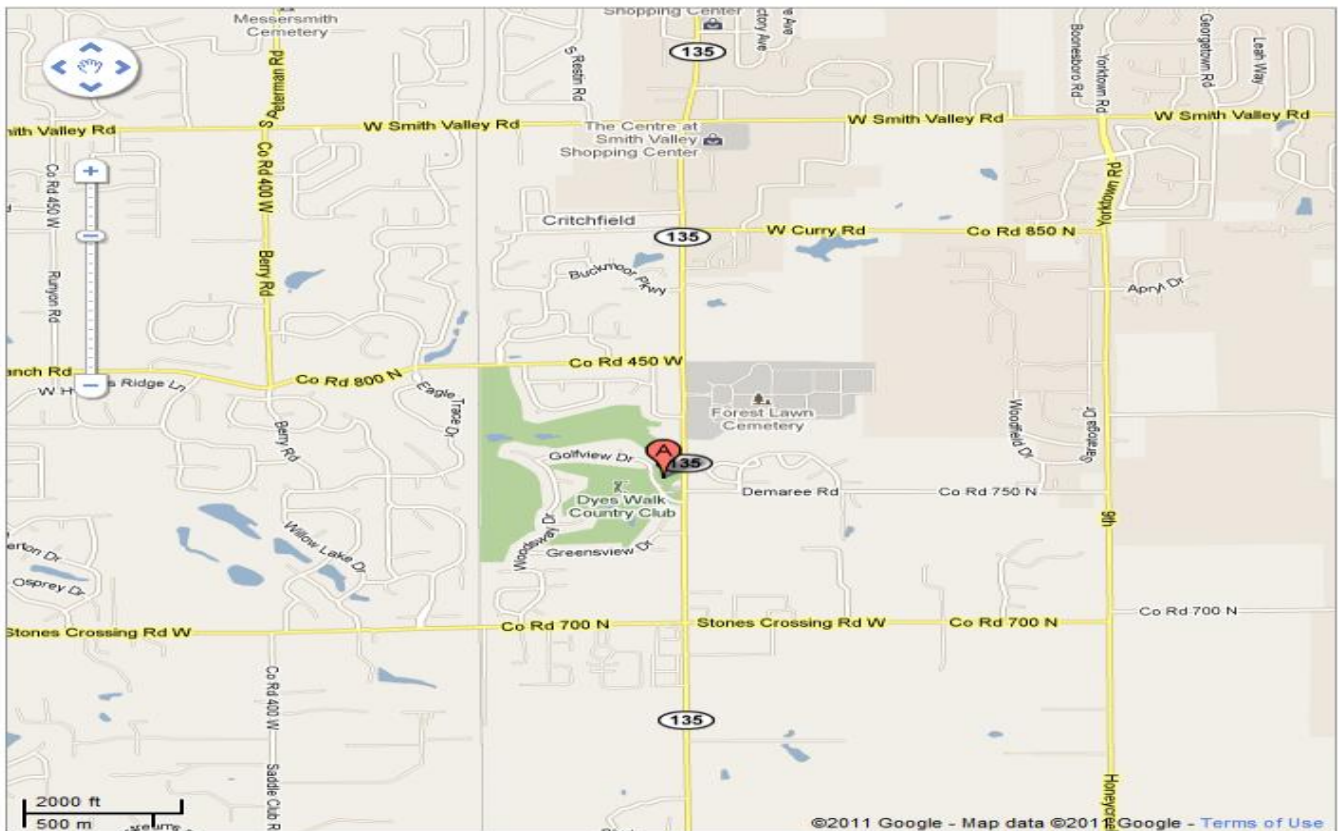 Messersmith
Cemetery
Shopping Center
135
S Restin Rd
Boonesboro Rd
Yorktown Rd
Georgetown Rd
Leah Way
S Peterman Rd
W Smith Valley Rd
W Smith Valley Rd
W Smith Valley Rd
The Centre at
Smith Valley
Shopping Center
Co Rd 450 W
Co Rd 400 W
Yorktown Rd
Critchfield
135
W Curry Rd
Co Rd 850 N
Runyon Rd
Berry Rd
Buckmoor Pkwy
Apryl Dr
Co Rd 450 W
Co Rd 800 N
Eagle Trace Dr
Forest Lawn
Cemetery
Woodfield Dr
Saratoga Dr
Berry Rd
Golfview Dr
A
135
Demaree Rd
Co Rd 750 N
Dyes Walk
Country Club
9th
Woodsway Dr
Greensview Dr
Willow Lake Dr
Osprey Dr
Stones Crossing Rd W
Co Rd 700 N
Stones Crossing Rd W
Co Rd 700 N
Co Rd 700 N
Co Rd 400 W
135
2000 ft
500 m
©2011 Google - Map data ©2011 Google - Terms of Use